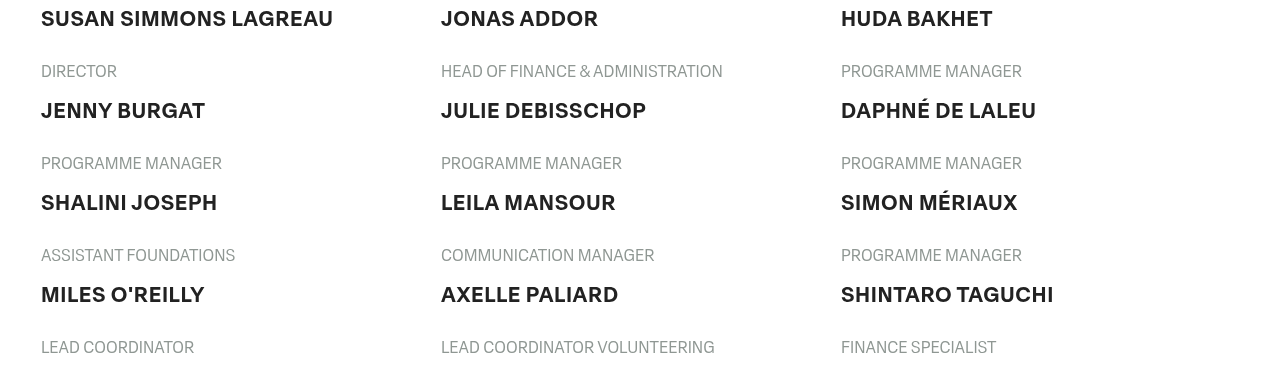 SUSAN SIMMONS LAGREAU
JONAS ADDOR
HUDA BAKHET
DIRECTOR
HEAD OF FINANCE & ADMINISTRATION
PROGRAMME MANAGER
JENNY BURGAT
JULIE DEBISSCHOP
DAPHNÉ DE LALEU
PROGRAMME MANAGER
PROGRAMME MANAGER
PROGRAMME MANAGER
SHALINI JOSEPH
LEILA MANSOUR
SIMON MÉRIAUX
ASSISTANT FOUNDATIONS
COMMUNICATION MANAGER
PROGRAMME MANAGER
MILES O'REILLY
AXELLE PALIARD
SHINTARO TAGUCHI
LEAD COORDINATOR
LEAD COORDINATOR VOLUNTEERING
FINANCE SPECIALIST